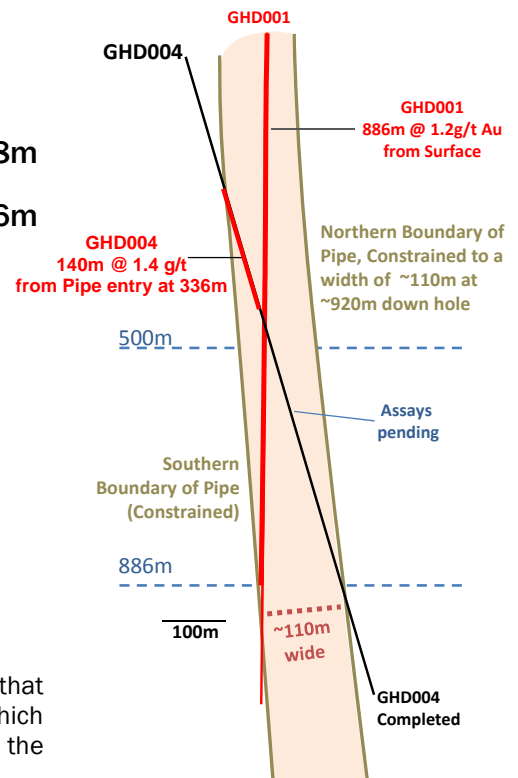 GHD001
GHD004
8m
6m
GHD001
886m @ 1.2g/t Au
from Surface
GHD004
140m @ 1.4 g/t
from Pipe entry at 336m
Northern Boundary of
Pipe, Constrained to a
width of ~110m at
~920m down hole
500m
Assays
pending
Southern
Boundary of Pipe
(Constrained)
886m
100m
~110m
wide
GHD004
Completed
that
hich
the